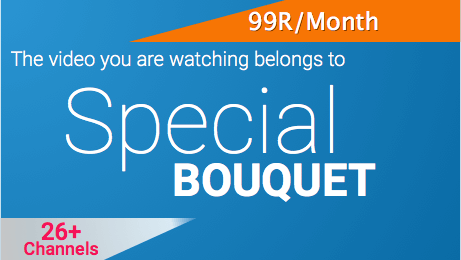 99R/Month
The video you are watching belongs to
Special
BOUQUET
26+
Channels